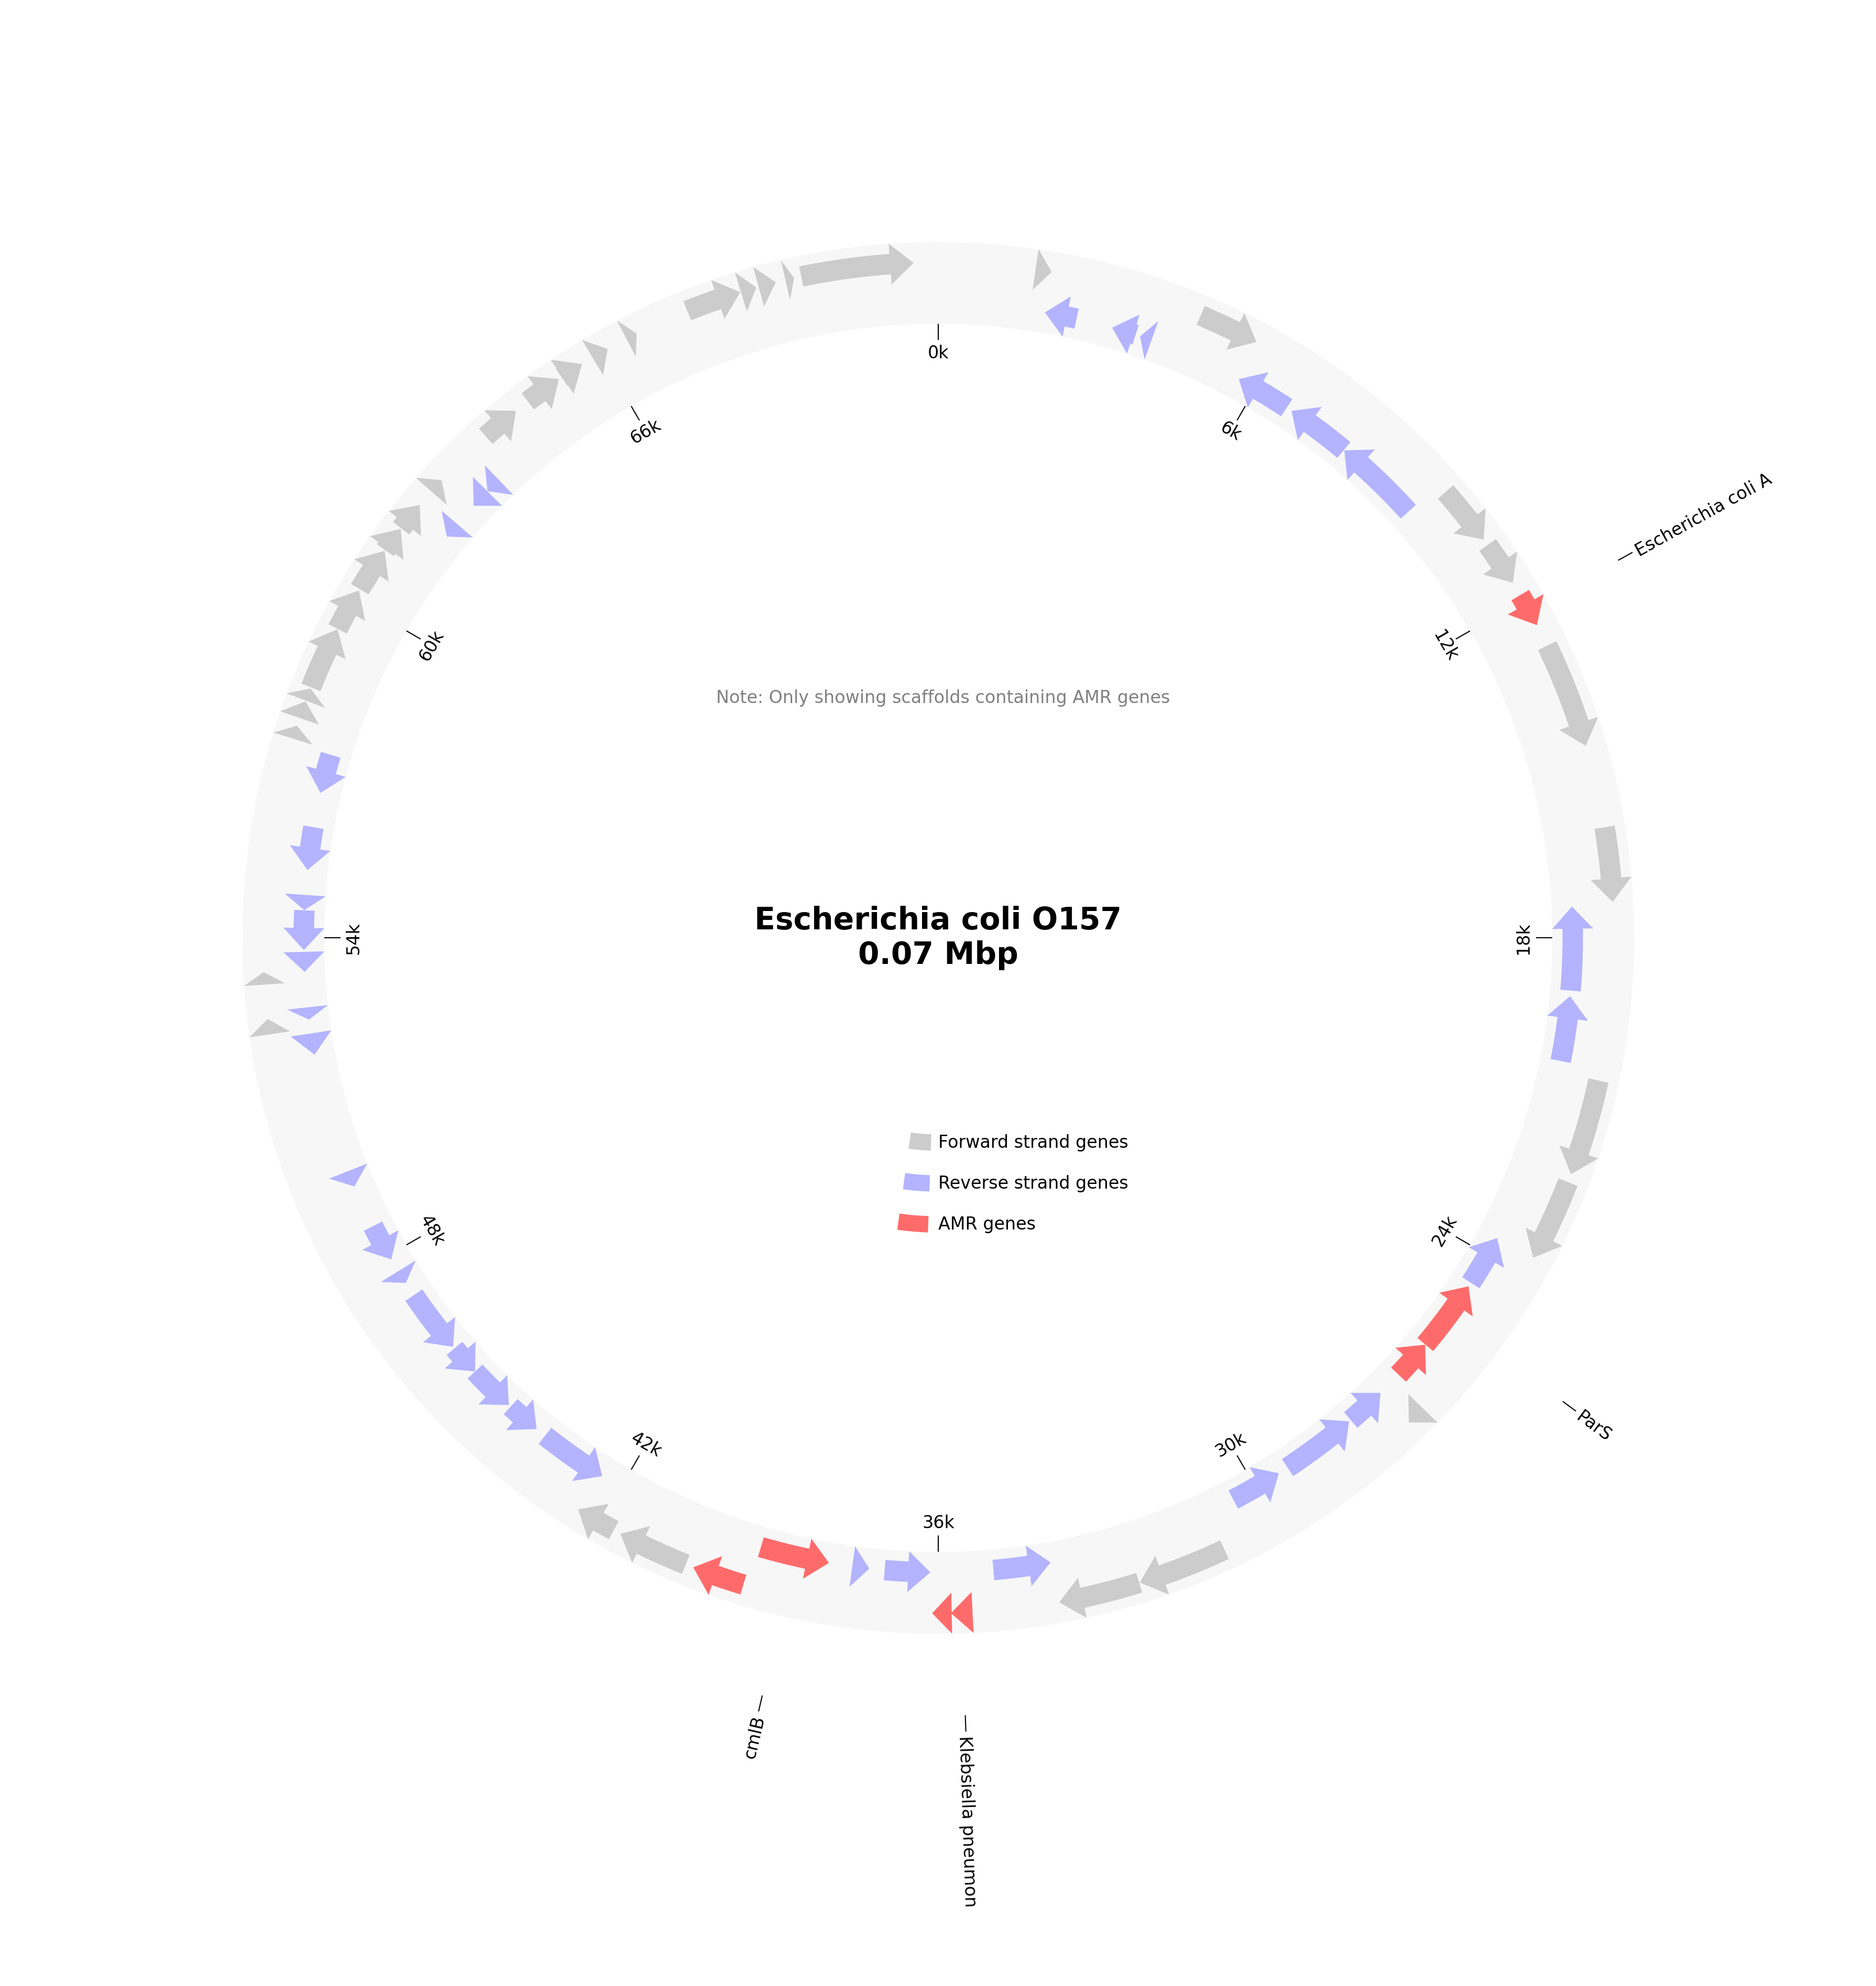 0k
66k
6k
Escherichia coli A
60k
12k
Note: Only showing scaffolds containing AMR genes
Escherichia coli O157
0.07 Mbp
54k
18k
Forward strand genes
Reverse strand genes
AMR genes
48k
24k
ParS
42k
30k
36k
cmlB
Klebsiella pneumon